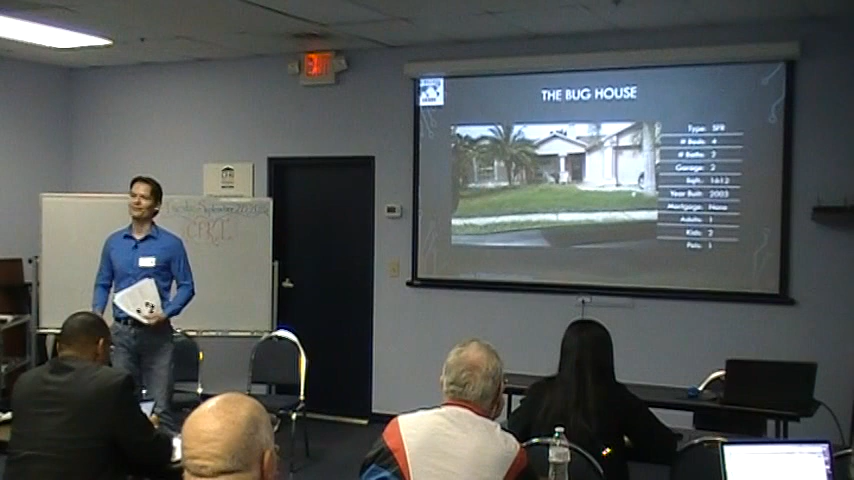 EXIT
THE BUG HOUSE
Type: SFR
# Beds: 4
# Baths: 2
Garage: 2
Sqft: 1612
Year Built: 2003
Mortgage: None
Adults: 1
Kids: 2
Pets: 1